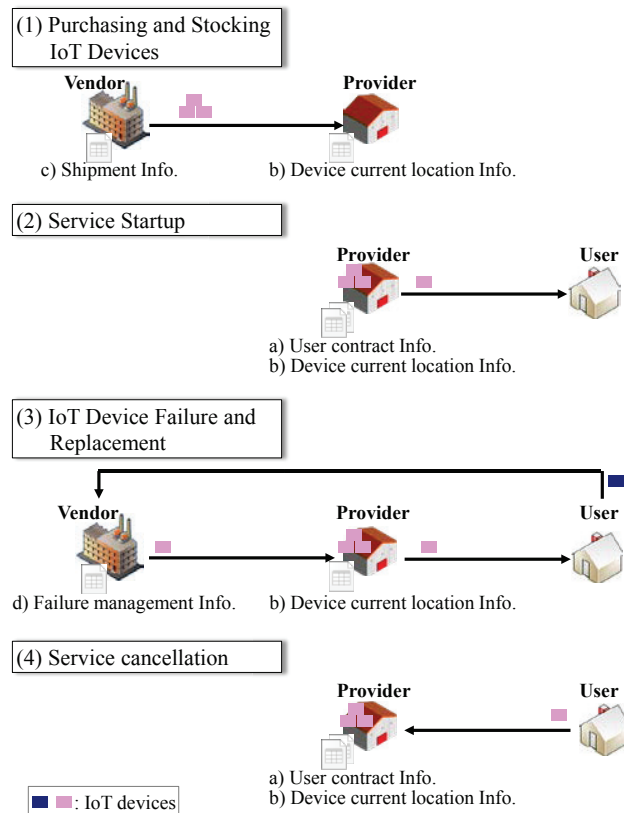 (1) Purchasing and Stocking
IoT Devices
Vendor
Provider
c) Shipment Info.
b) Device current location Info.
(2) Service Startup
Provider
User
a) User contract Info.
b) Device current location Info.
(3) IoT Device Failure and
Replacement
Vendor
Provider
User
d) Failure management Info.
b) Device current location Info.
(4) Service cancellation
Provider
User
a) User contract Info.
b) Device current location Info.
: IoT devices